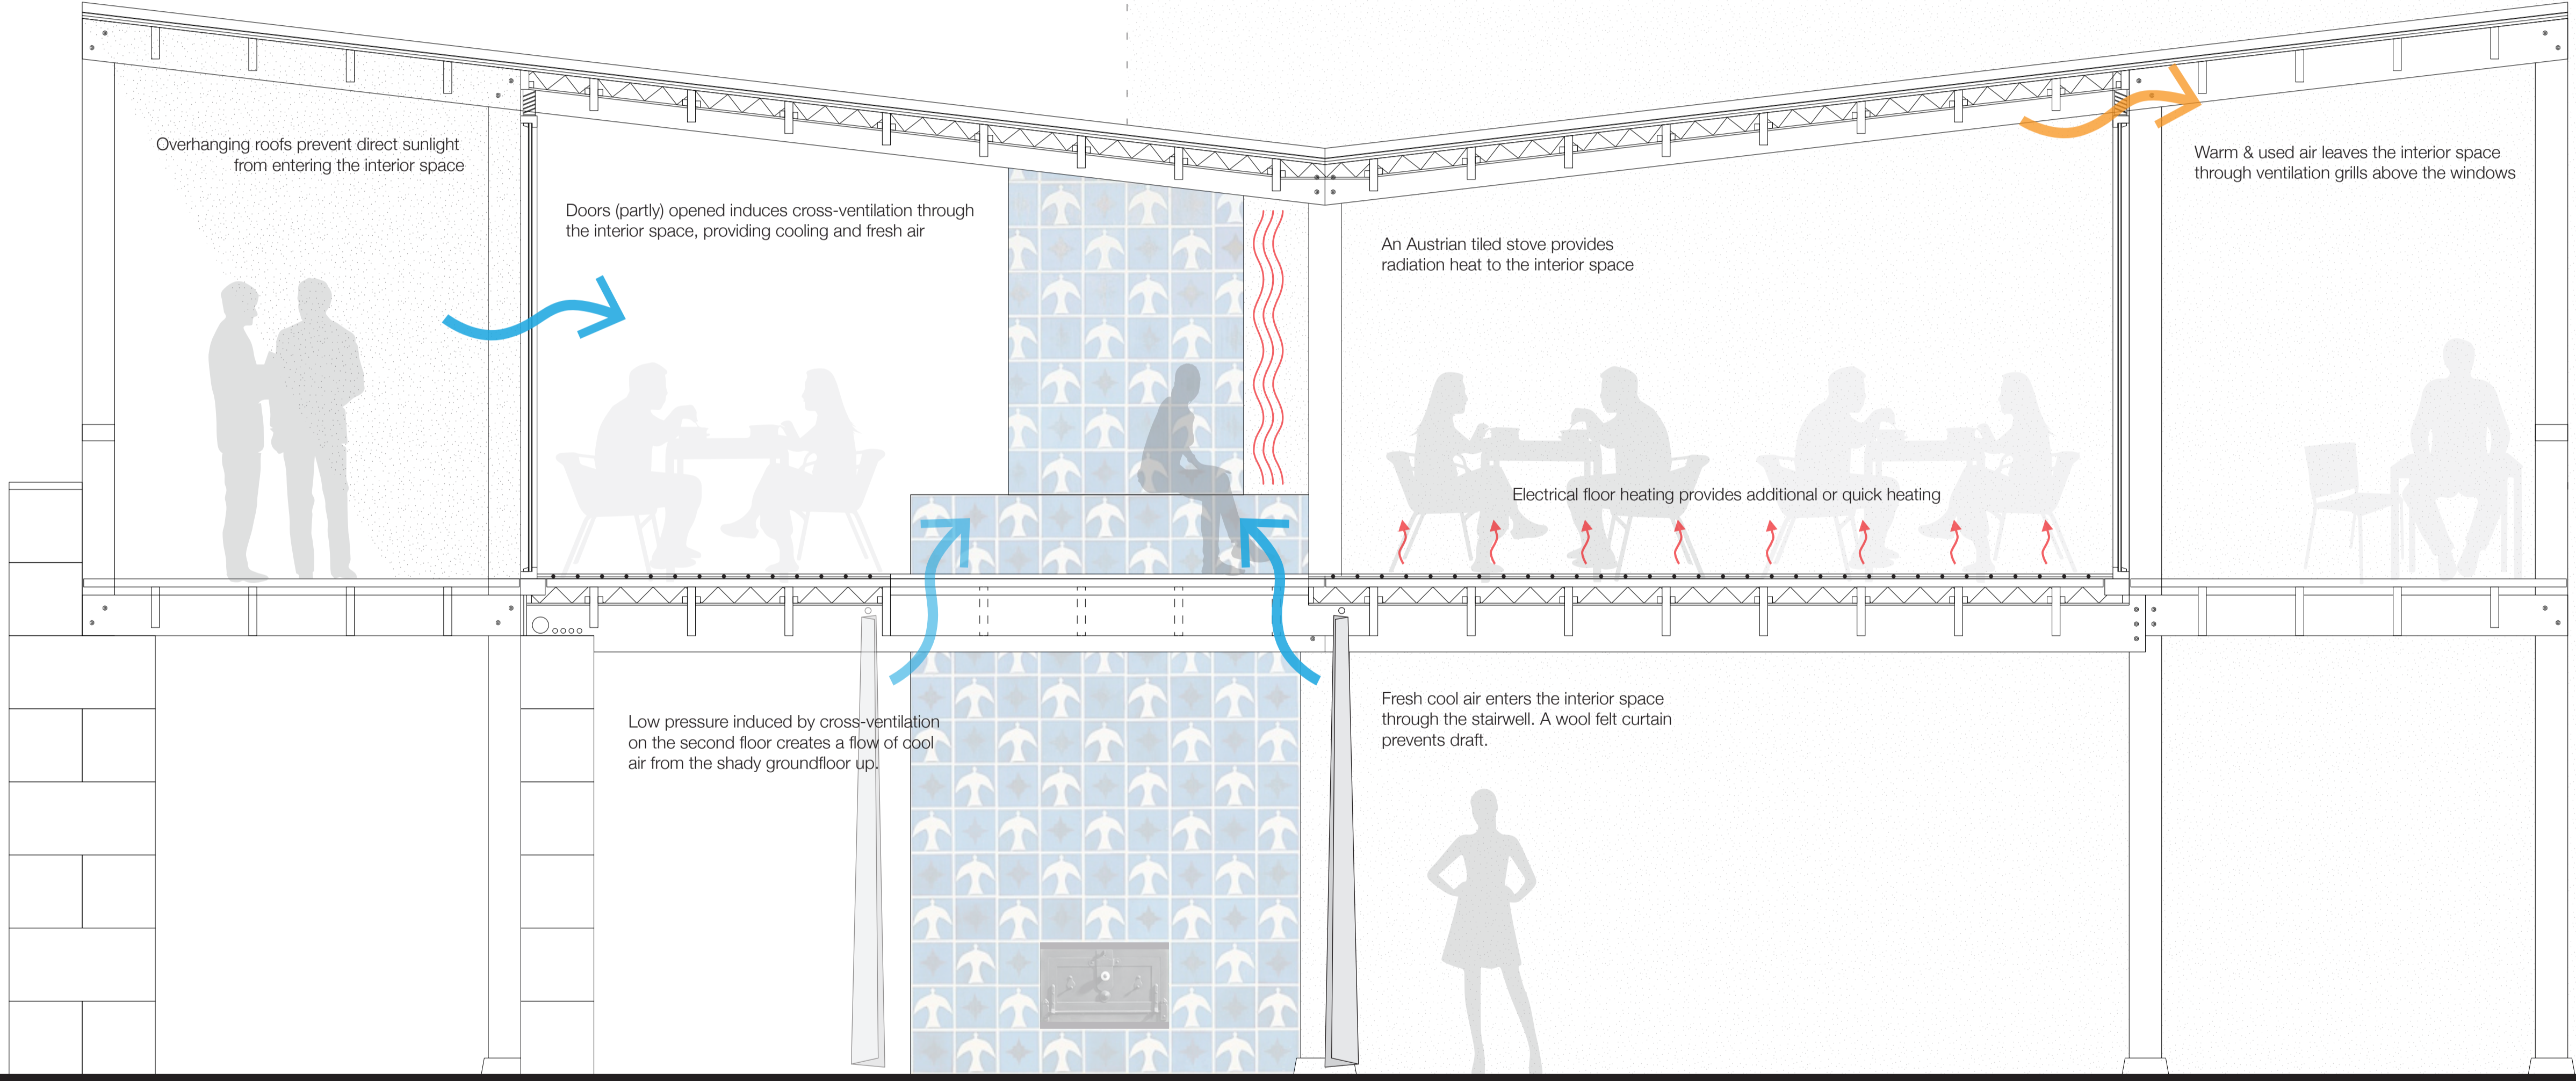 Overhanging roofs prevent direct sunlight
from entering the interior space
Doors (partly) opened induces cross-ventilation through
the interior space, providing cooling and fresh air
An Austrian tiled stove provides
radiation heat to the interior space
Warm & used air leaves the interior space
through ventilation grills above the windows
Electrical floor heating provides additional or quick heating
Low pressure induced by cross-ventilation
on the second floor creates a flow of cool
air from the shady groundfloor up.
Fresh cool air enters the interior space
through the stairwell. A wool felt curtain
prevents draft.